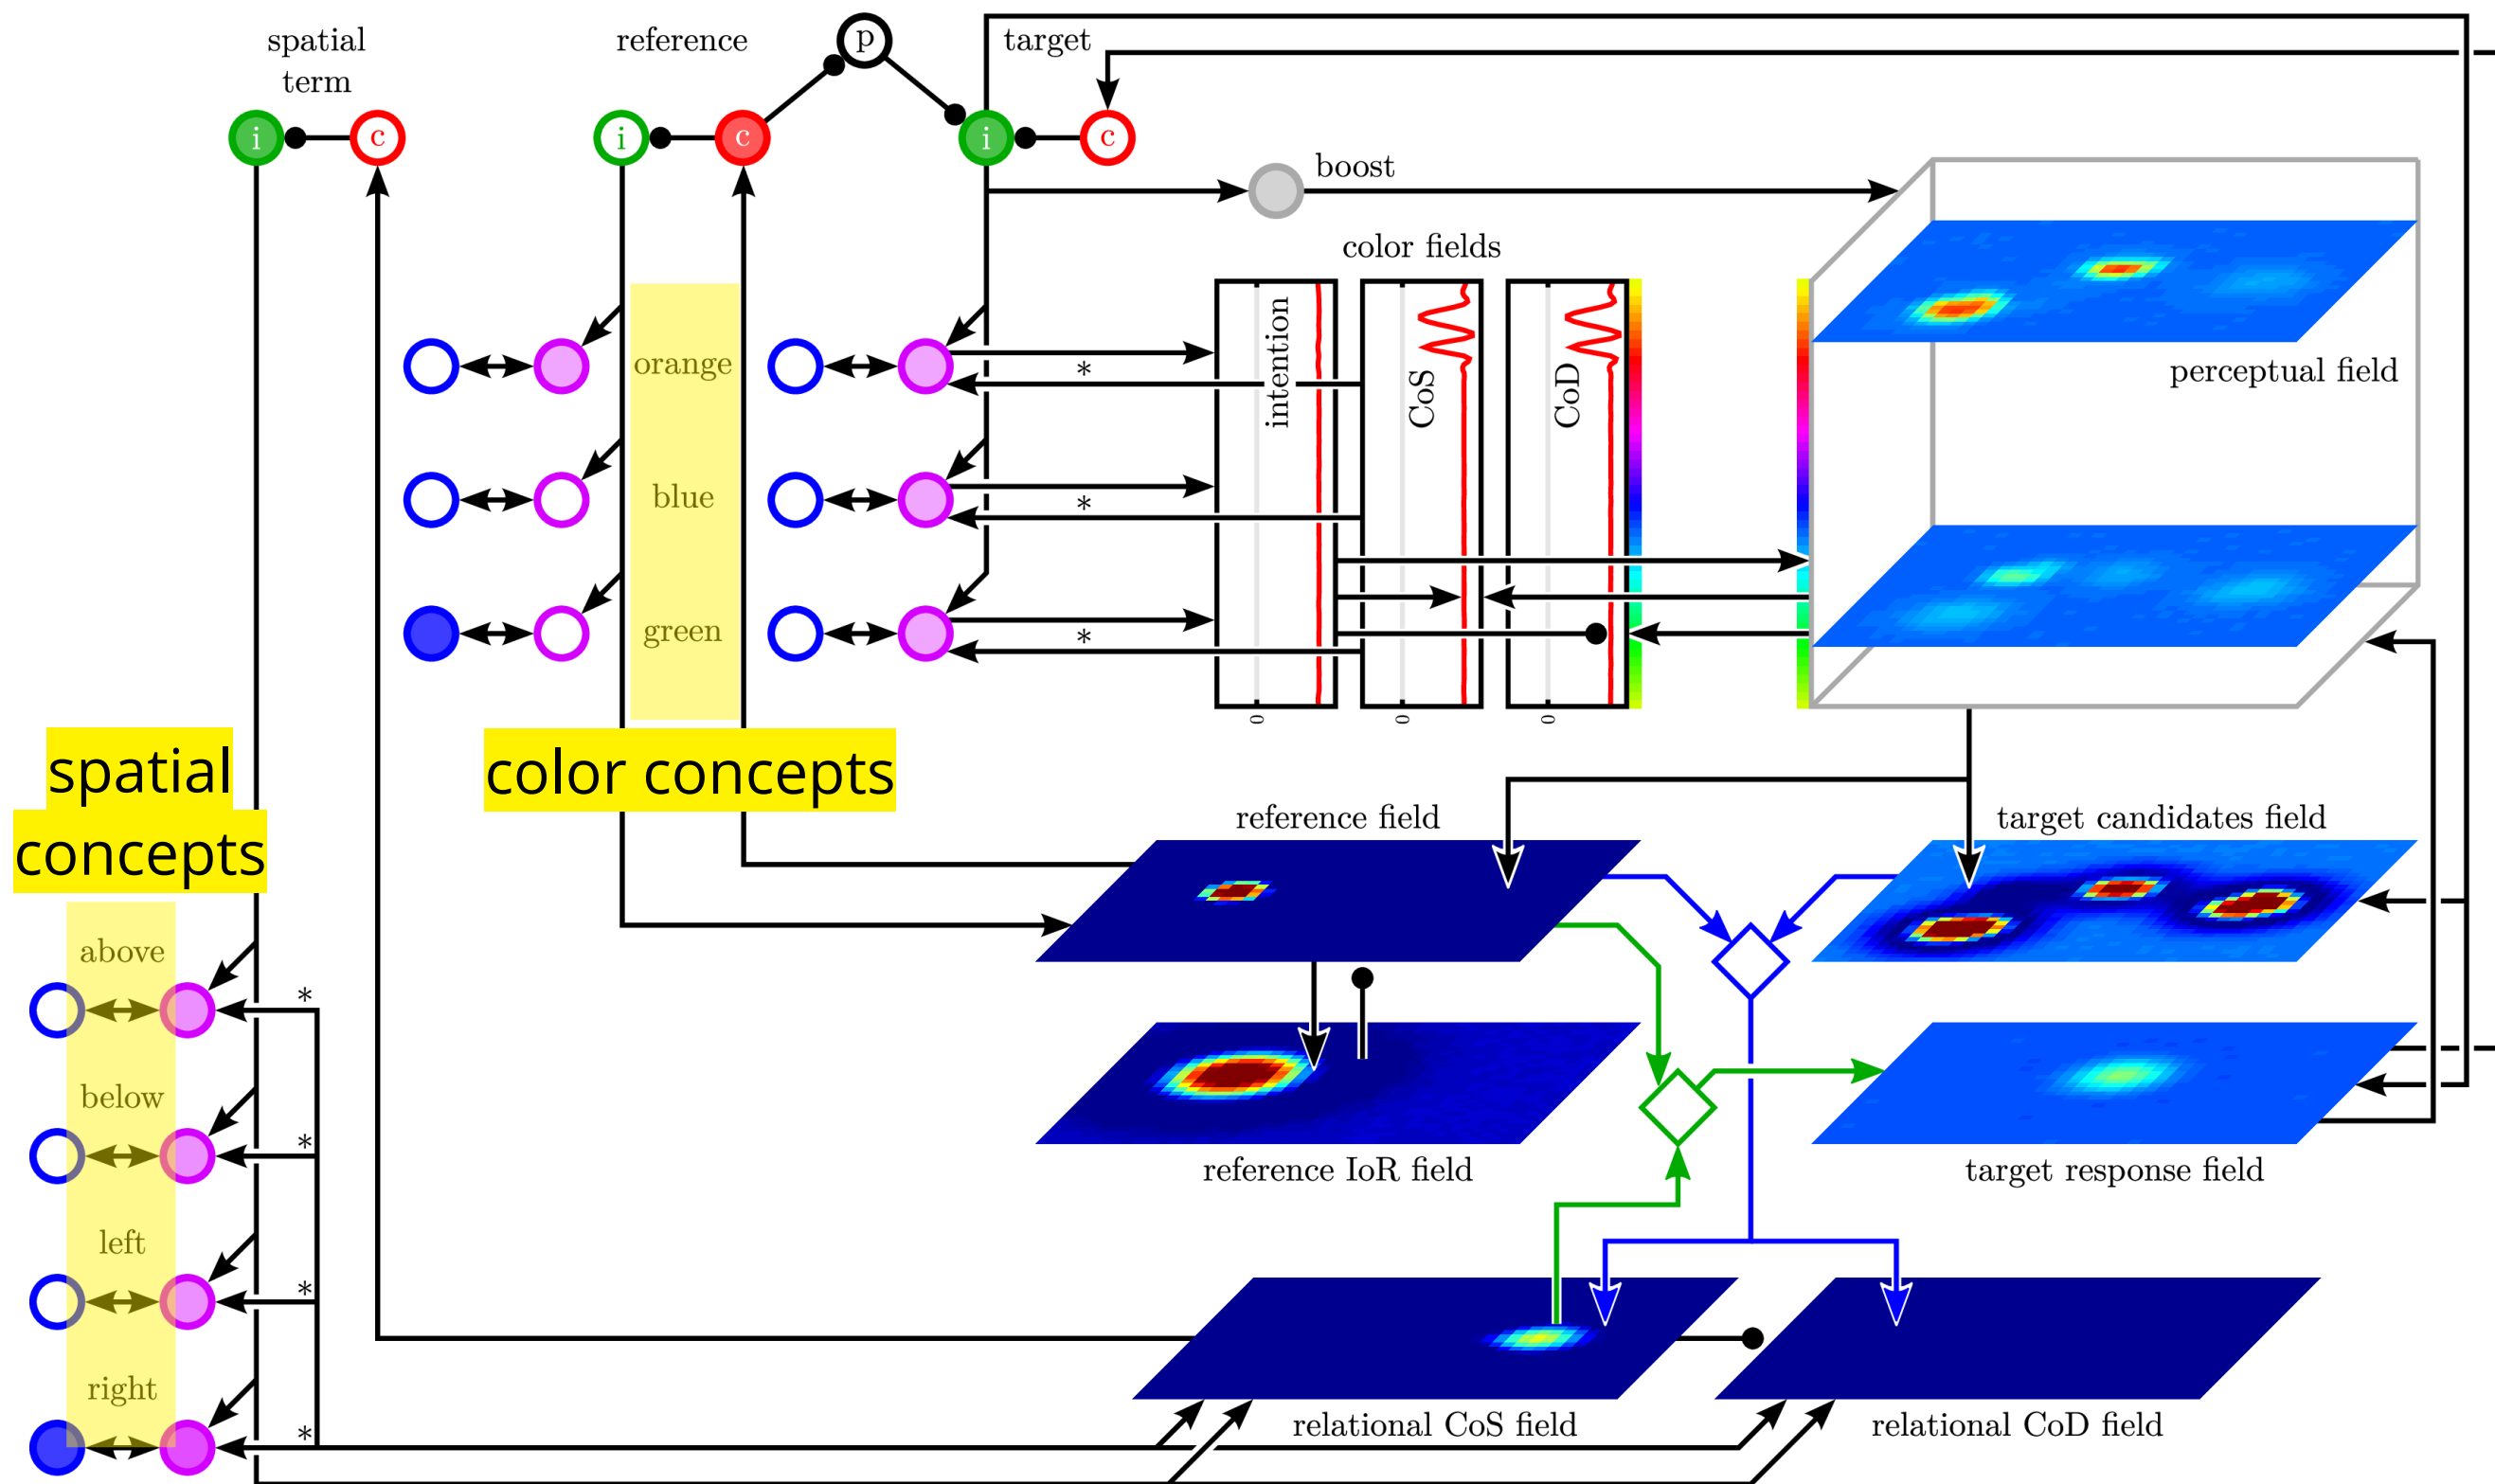 spatial
term
reference
p
target
i
c
i
c
i
c
boost
color fields
intention
CoS
CoD
perceptual field
orange
*
blue
*
green
*
0
0
0
spatial
concepts
color concepts
reference field
target candidates field
above
*
below
*
reference IoR field
target response field
left
*
right
*
relational CoS field
relational CoD field